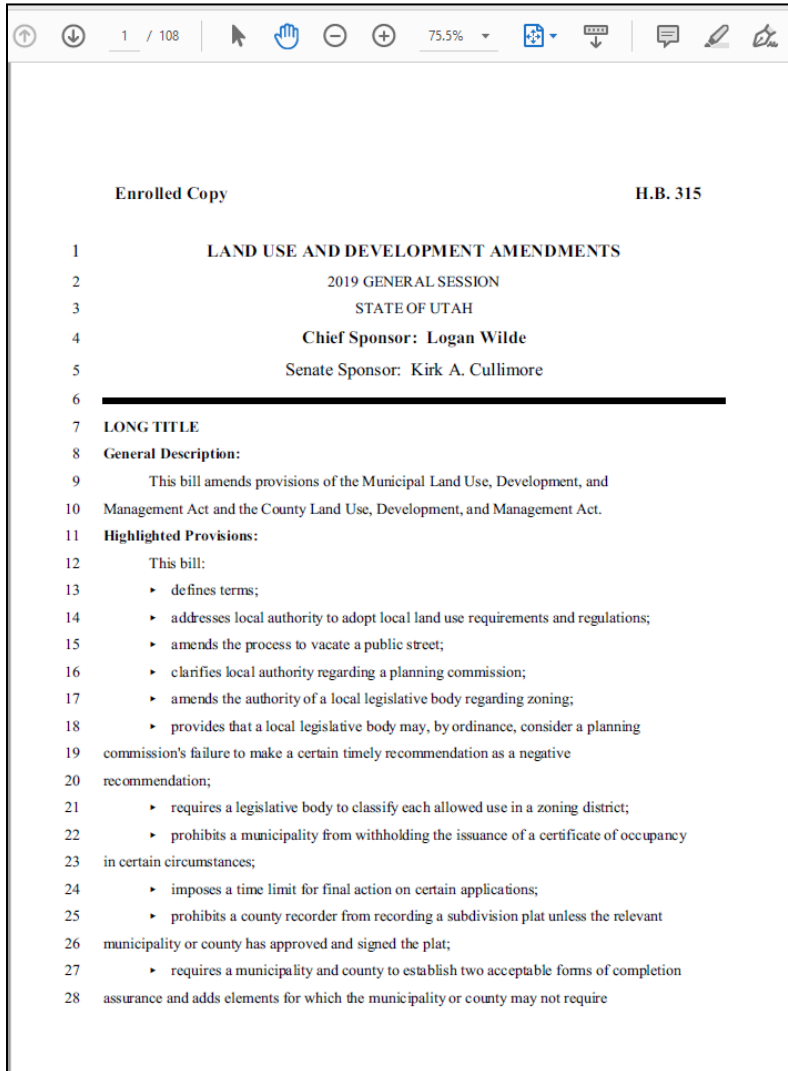 1 / 108 75.5%
Enrolled Copy H.B. 315
1 LAND USE AND DEVELOPMENT AMENDMENTS
2 2019 GENERAL SESSION
3 STATE OF UTAH
4 Chief Sponsor: Logan Wilde
5 Senate Sponsor: Kirk A. Cullimore
6
7 LONG TITLE
8 General Description:
9 This bill amends provisions of the Municipal Land Use, Development, and
10 Management Act and the County Land Use, Development, and Management Act.
11 Highlighted Provisions:
12 This bill:
13 ▸ defines terms;
14 ▸ addresses local authority to adopt local land use requirements and regulations;
15 ▸ amends the process to vacate a public street;
16 ▸ clarifies local authority regarding a planning commission;
17 ▸ amends the authority of a local legislative body regarding zoning;
18 ▸ provides that a local legislative body may, by ordinance, consider a planning
19 commission's failure to make a certain timely recommendation as a negative
20 recommendation;
21 ▸ requires a legislative body to classify each allowed use in a zoning district;
22 ▸ prohibits a municipality from withholding the issuance of a certificate of occupancy
23 in certain circumstances;
24 ▸ imposes a time limit for final action on certain applications;
25 ▸ prohibits a county recorder from recording a subdivision plat unless the relevant
26 municipality or county has approved and signed the plat;
27 ▸ requires a municipality and county to establish two acceptable forms of completion
28 assurance and adds elements for which the municipality or county may not require